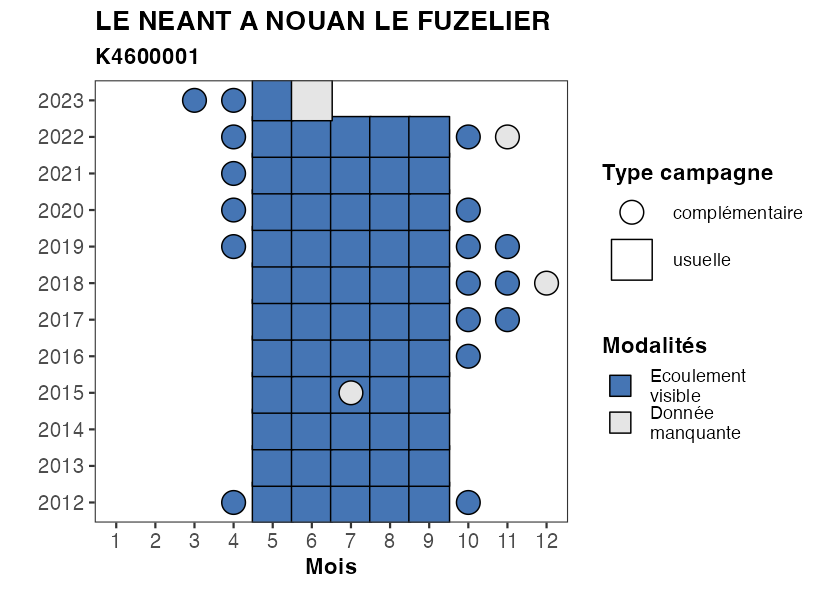 LE NEANT A NOUAN LE FUZELIER
K4600001
2023
2022
2021
2020
2019
2018
2017
2016
2015
2014
2013
2012
1 2 3 4 5 6 7 8 9 10 11 12
Mois
Type campagne
complémentaire
usuelle
Modalités
Ecoulement
visible
Donnée
manquante